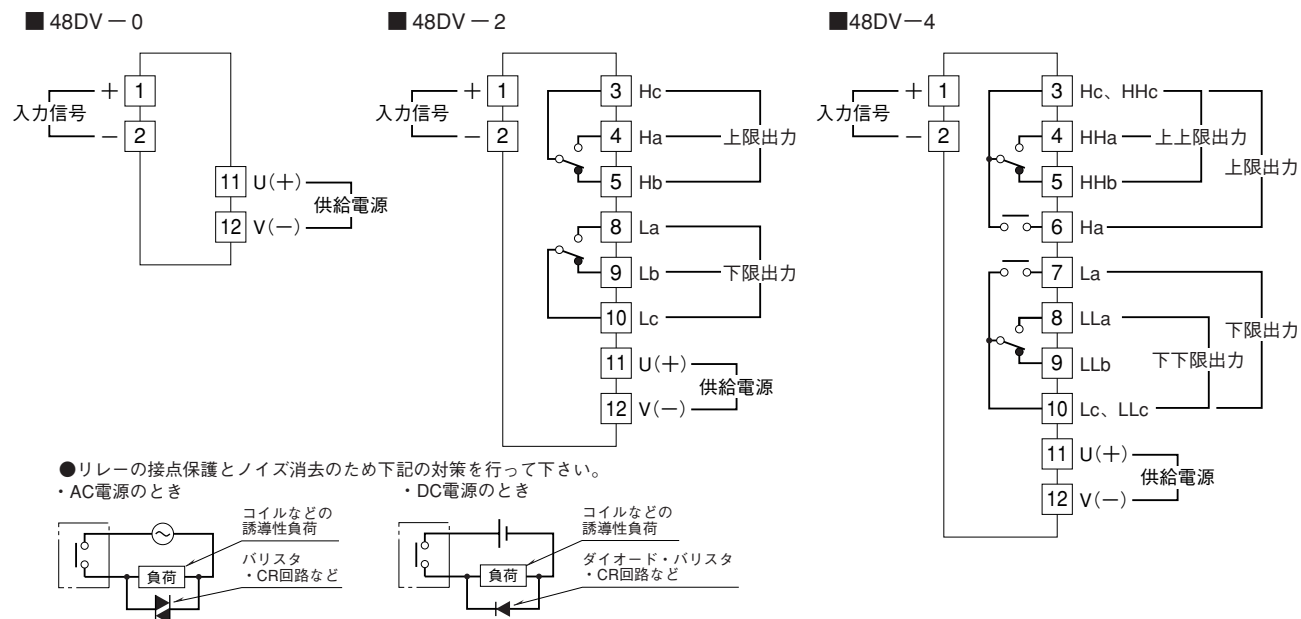 ■ 48DV－0
＋ 1
入力信号
－ 2
11 U(＋)
供給電源
12 V(－)
■ 48DV－2
＋ 1
入力信号
－ 2
3 Hc
4 Ha 上限出力
5 Hb
8 La
9 Lb 下限出力
10 Lc
11 U(＋)
供給電源
12 V(－)
■48DV－4
＋ 1
入力信号
－ 2
3 Hc、HHc
4 HHa 上上限出力
5 HHb
上限出力
6 Ha
7 La
8 LLa
下限出力
9 LLb 下下限出力
10 Lc、LLc
11 U(＋)
供給電源
12 V(－)
●リレーの接点保護とノイズ消去のため下記の対策を行って下さい。
・AC電源のとき
コイルなどの
誘導性負荷
負荷
バリスタ
・CR回路など
・DC電源のとき
コイルなどの
誘導性負荷
負荷
ダイオード・バリスタ
・CR回路など